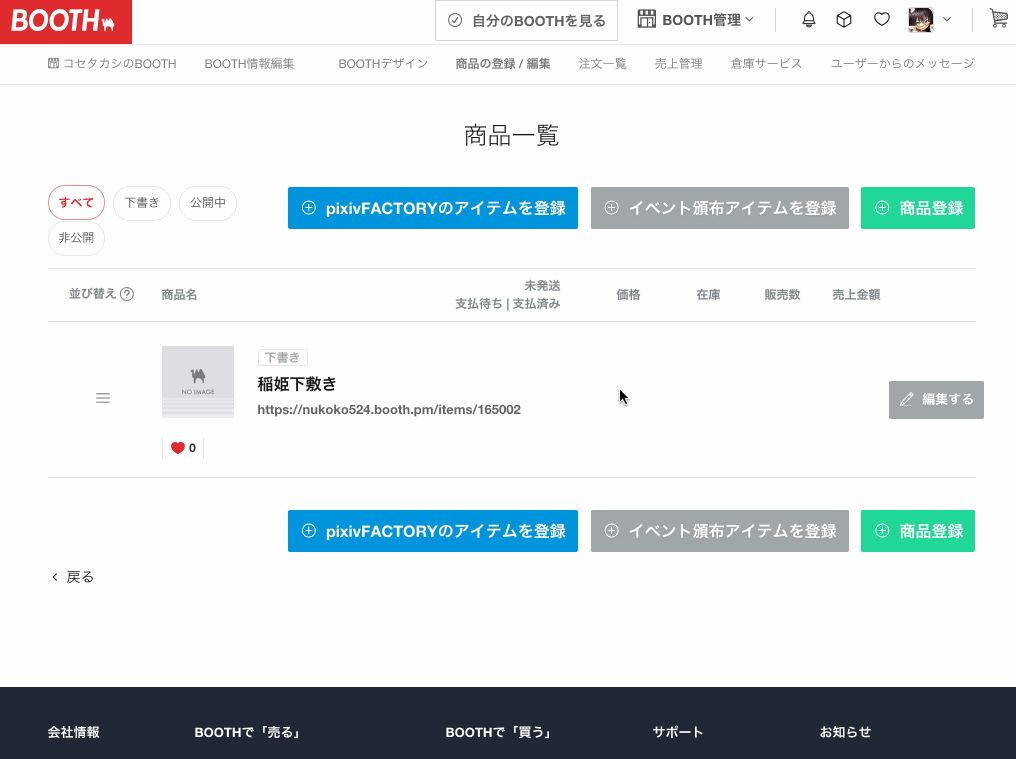 BOOTH
自分のBOOTHを見る
BOOTH管理
コセタカシのBOOTH
BOOTH情報編集
BOOTHデザイン
商品の登録 / 編集
注文一覧
売上管理
倉庫サービス
ユーザーからのメッセージ
商品一覧
すべて
下書き
公開中
非公開
pixivFACTORYのアイテムを登録
イベント頒布アイテムを登録
商品登録
並び替え ?
商品名
未発送
支払待ち | 支払済み
価格
在庫
販売数
売上金額
NO IMAGE
下書き
稲姫下敷き
https://nukoko524.booth.pm/items/165002
編集する
0
pixivFACTORYのアイテムを登録
イベント頒布アイテムを登録
商品登録
戻る
会社情報
BOOTHで「売る」
BOOTHで「買う」
サポート
お知らせ